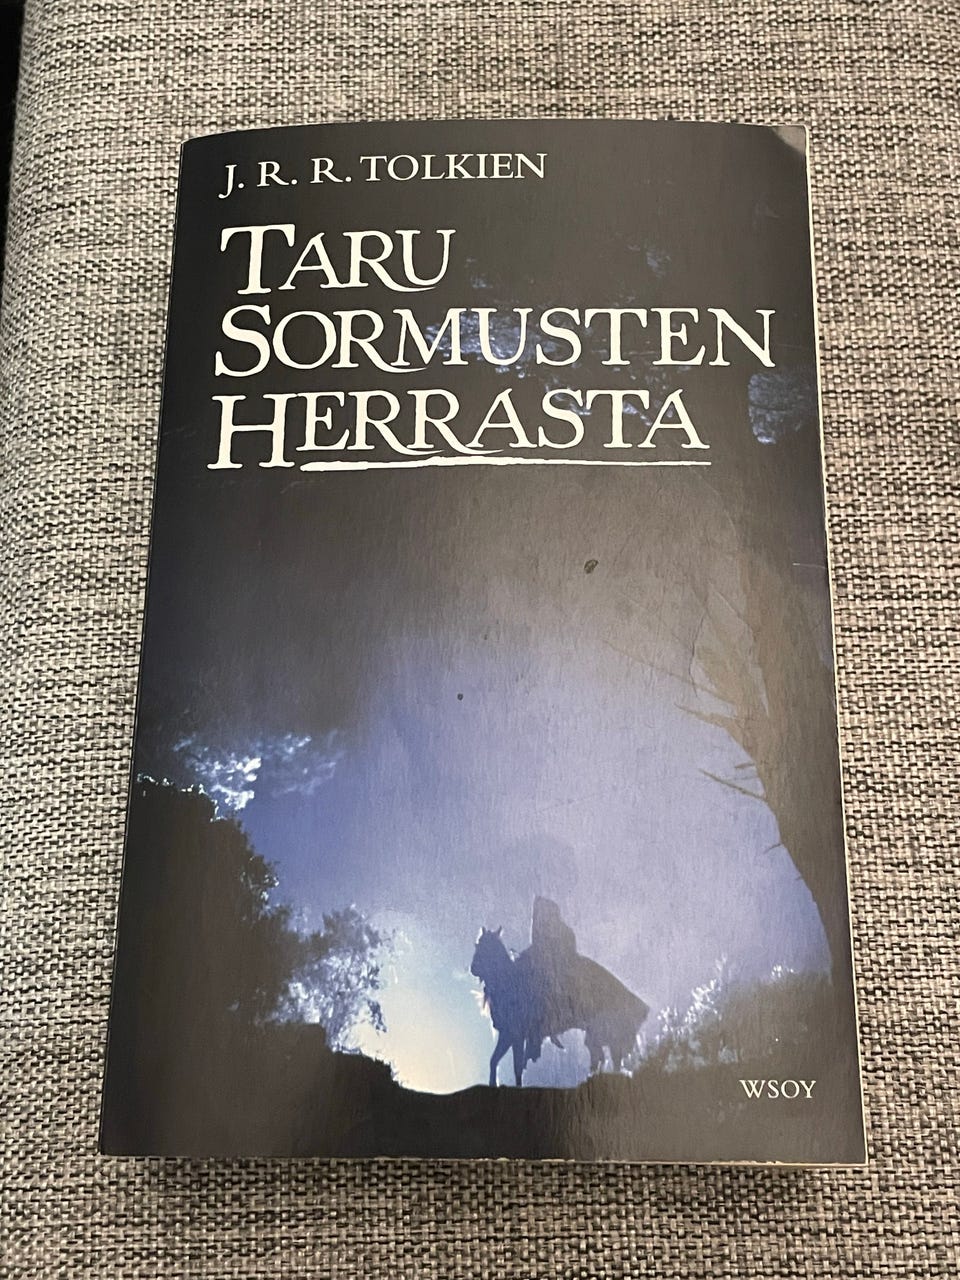 J. R. R. TOLKIEN
TARU
SORMUSTEN
HERRASTA
WSOY